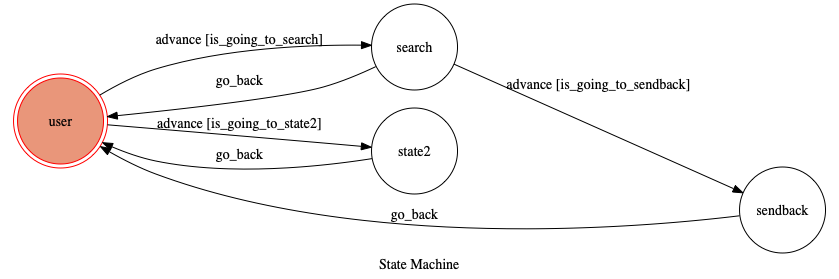 advance [is_going_to_search]
search
go_back
advance [is_going_to_sendback]
user
advance [is_going_to_state2]
go_back
state2
go_back
sendback
State Machine